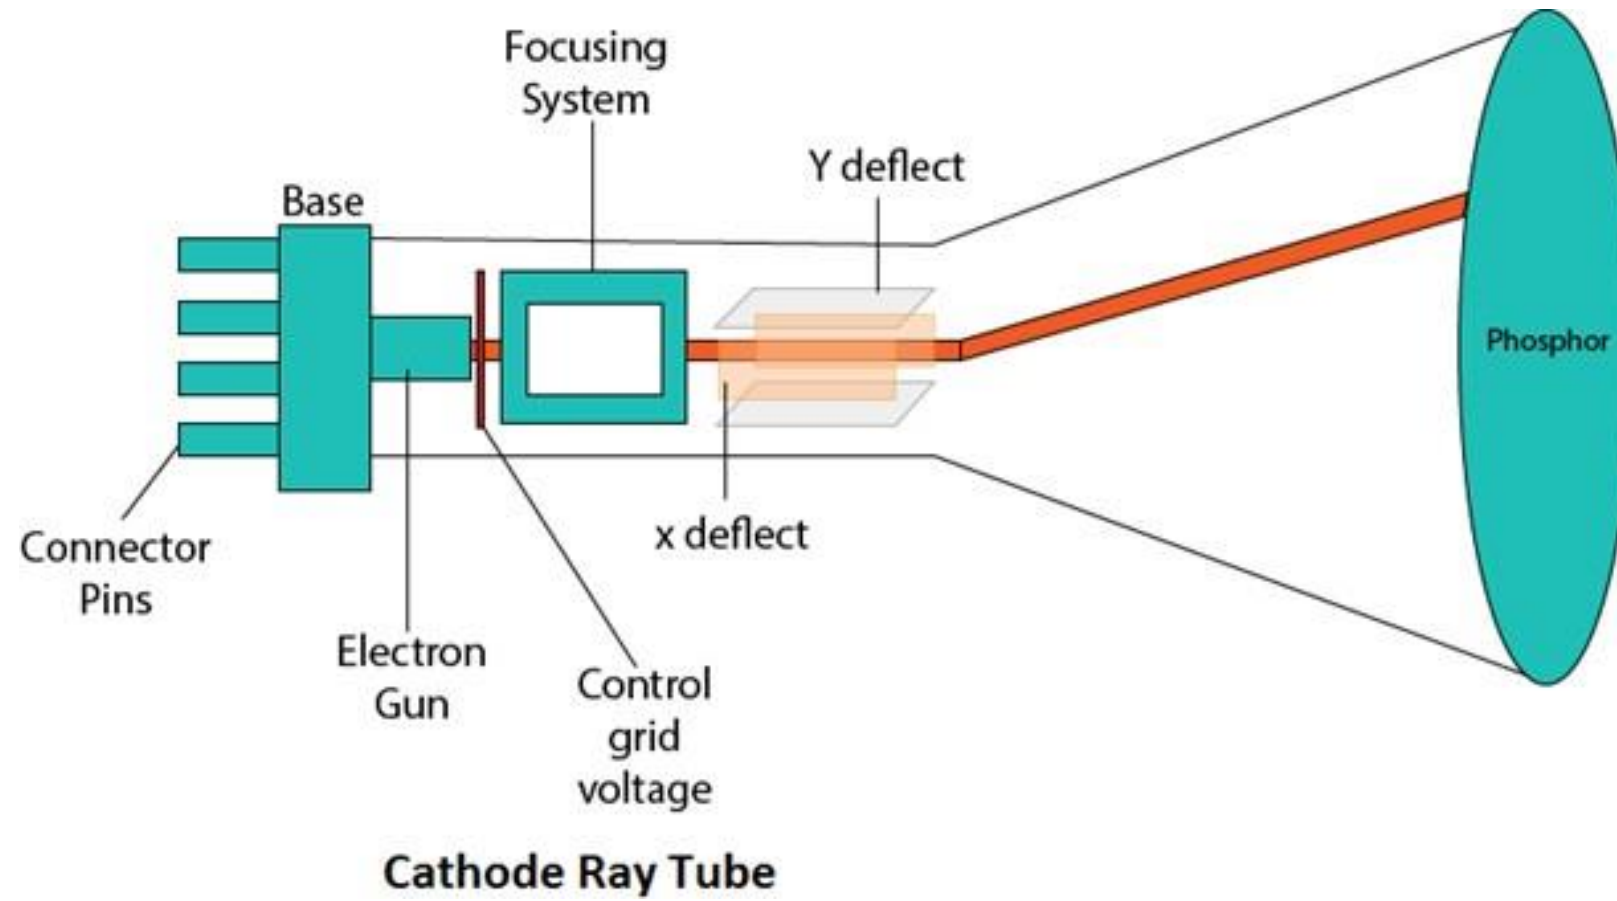 Focusing
System
Y deflect
Base
Phosphor
x deflect
Connector
Pins
Electron
Gun
Control
grid
voltage
Cathode Ray Tube